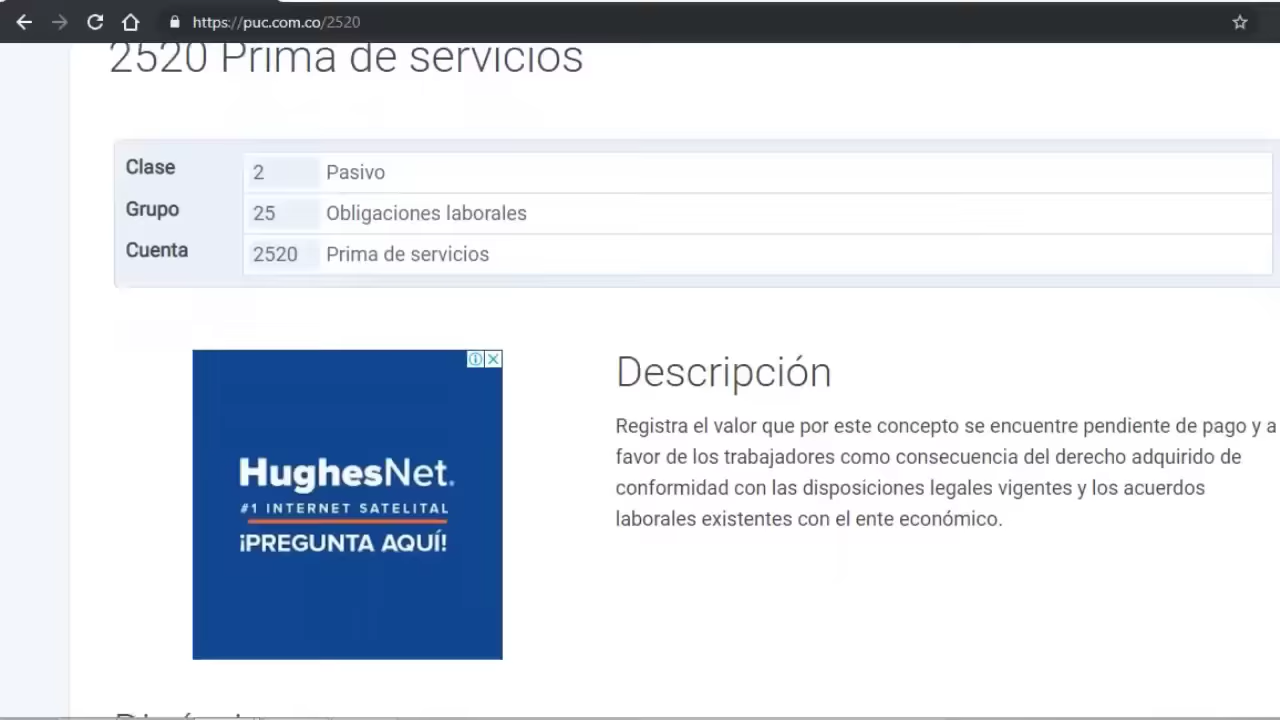 https://puc.com.co/2520
2520 Prima de servicios
Clase 2 Pasivo
Grupo 25 Obligaciones laborales
Cuenta 2520 Prima de servicios
HughesNet.
#1 INTERNET SATELITAL
¡PREGUNTA AQUÍ!
Descripción
Registra el valor que por este concepto se encuentre pendiente de pago y a
favor de los trabajadores como consecuencia del derecho adquirido de
conformidad con las disposiciones legales vigentes y los acuerdos
laborales existentes con el ente económico.